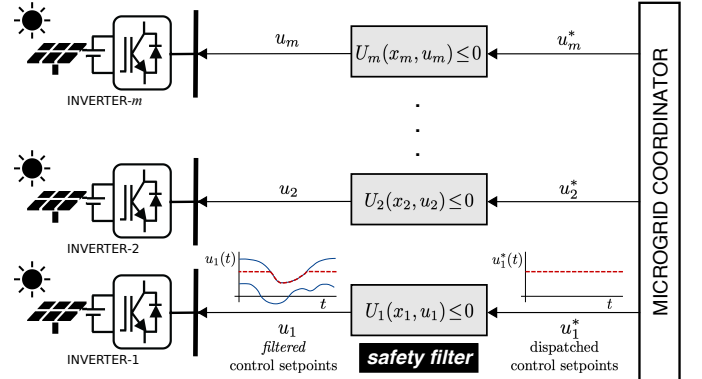 u_m
U_m(x_m, u_m) ≤ 0
u_m^*
INVERTER-m
MICROGRID COORDINATOR
u_2
U_2(x_2, u_2) ≤ 0
u_2^*
INVERTER-2
u_1(t)
t
u_1^*(t)
t
U_1(x_1, u_1) ≤ 0
u_1
u_1^*
INVERTER-1
filtered
control setpoints
safety filter
dispatched
control setpoints